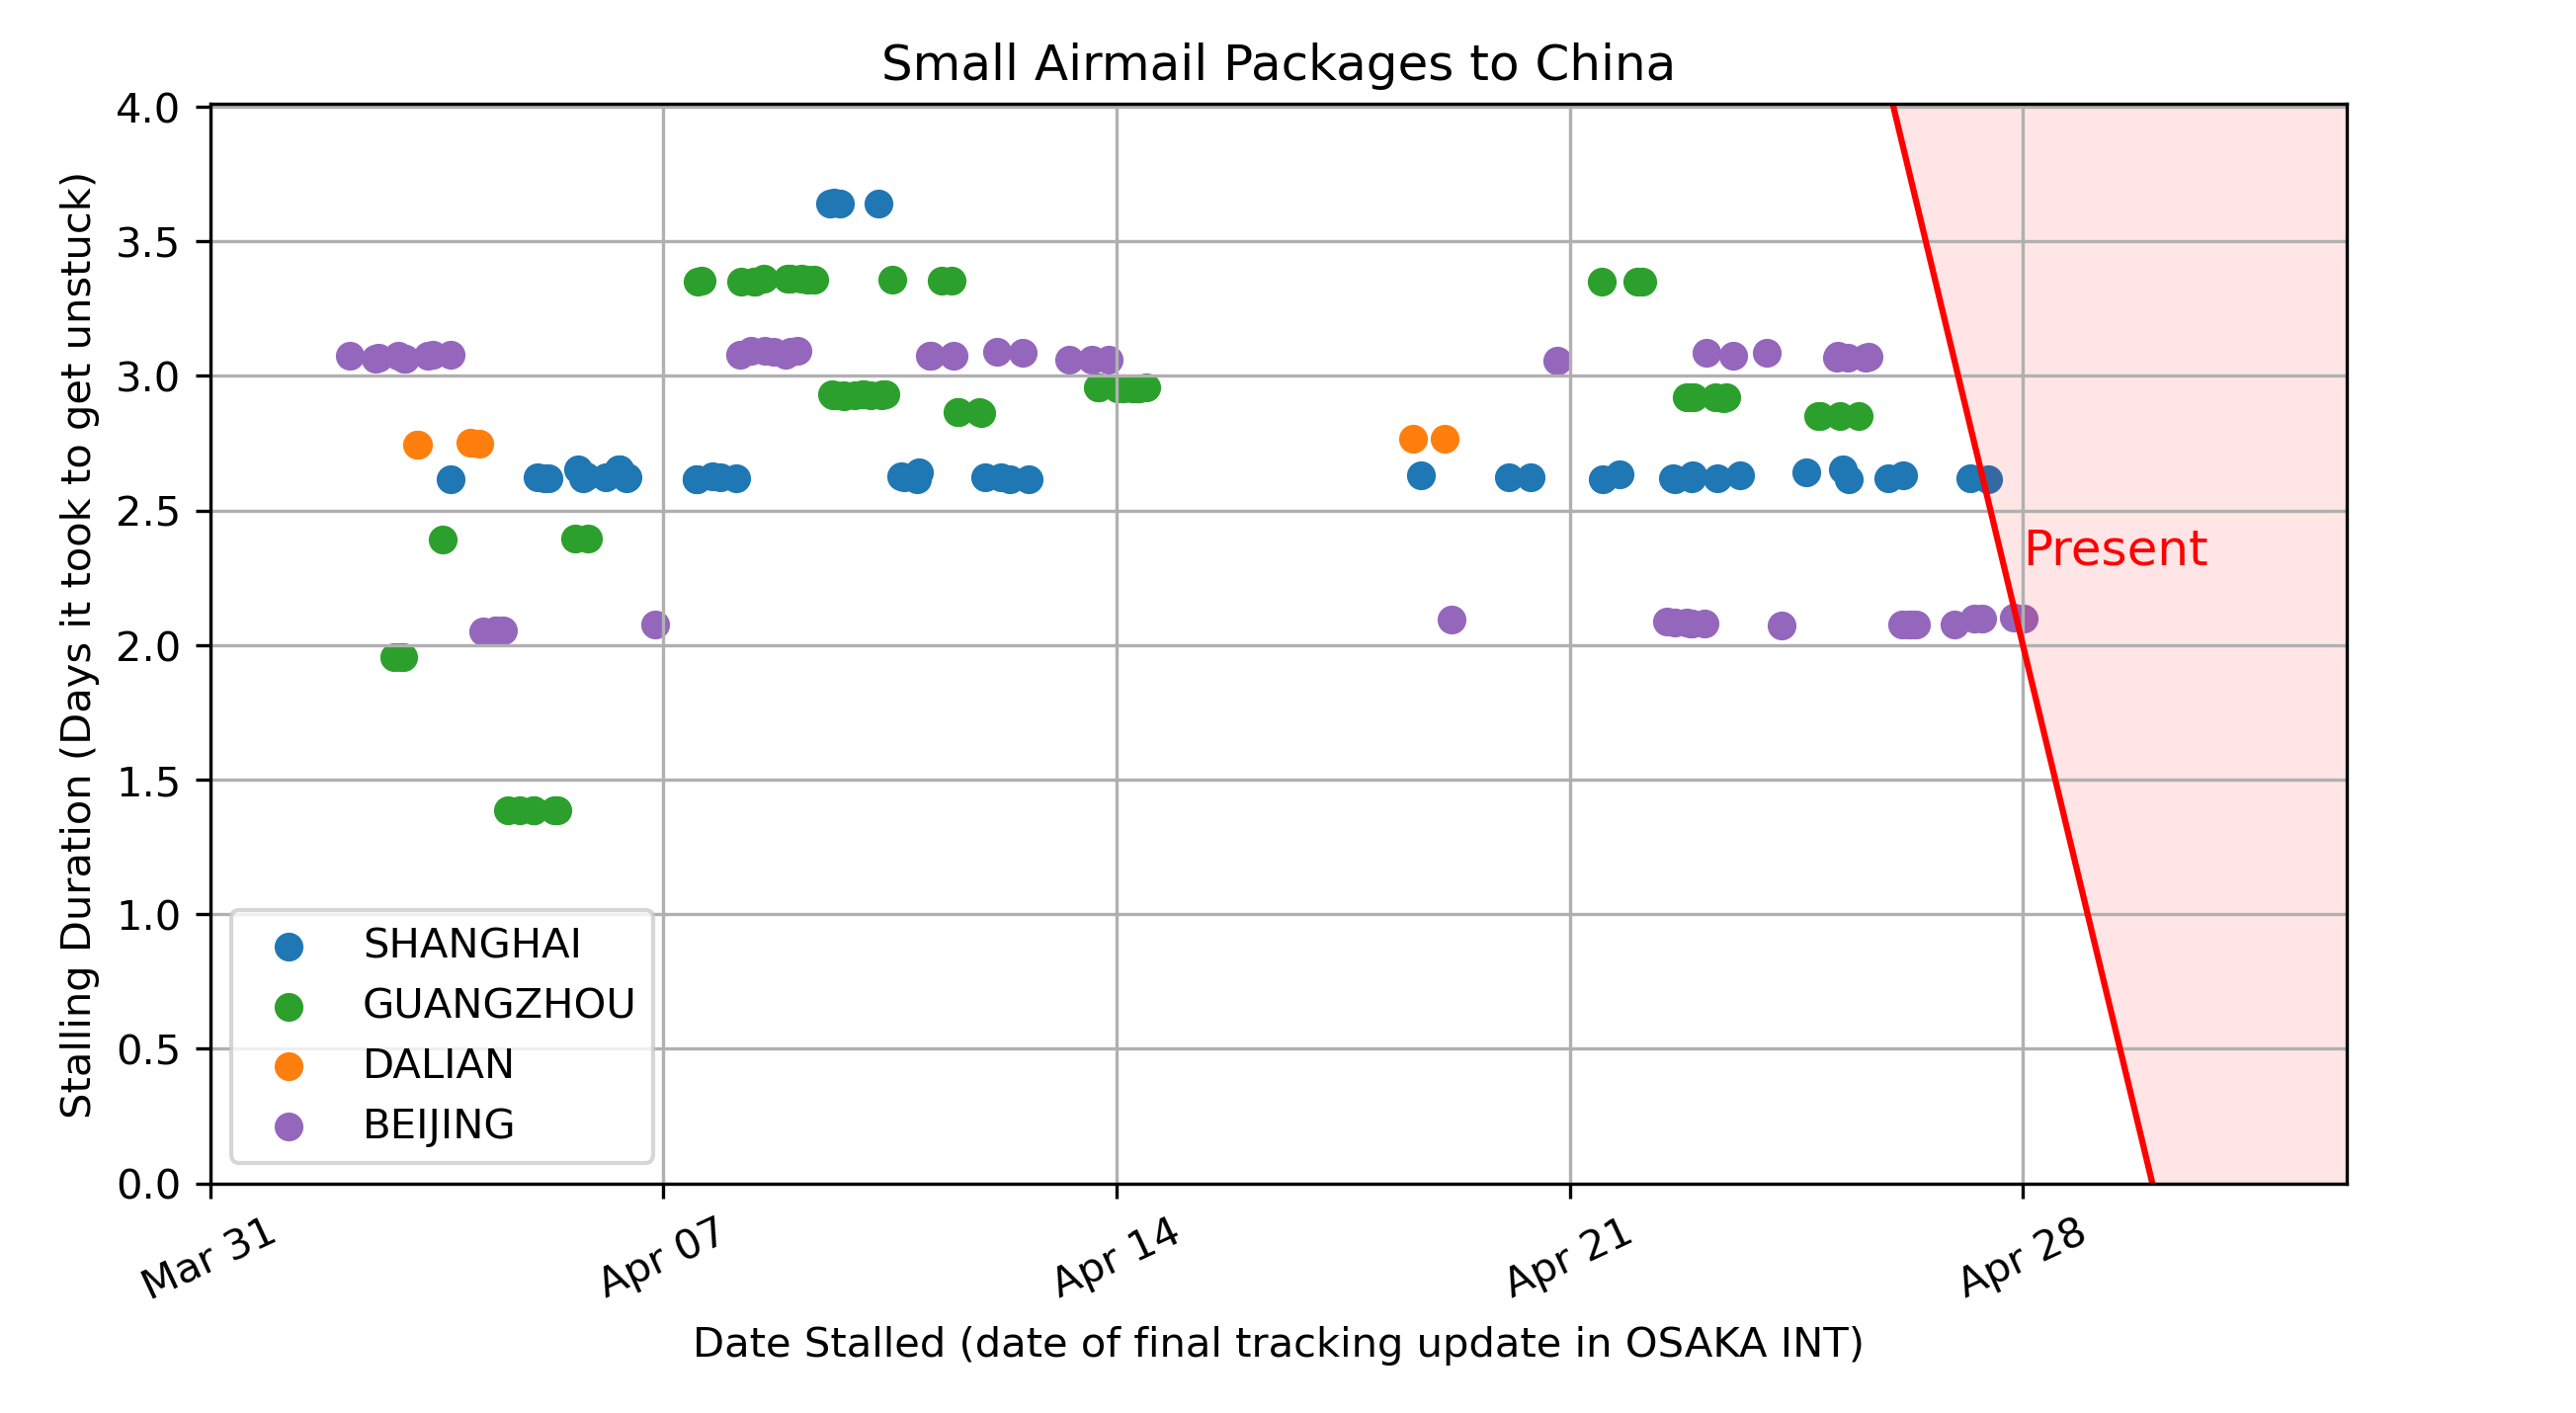 Small Airmail Packages to China
Stalling Duration (Days it took to get unstuck)
4.0
3.5
3.0
2.5
2.0
1.5
1.0
0.5
0.0
Present
SHANGHAI
GUANGZHOU
DALIAN
BEIJING
Mar 31
Apr 07
Apr 14
Apr 21
Apr 28
Date Stalled (date of final tracking update in OSAKA INT)